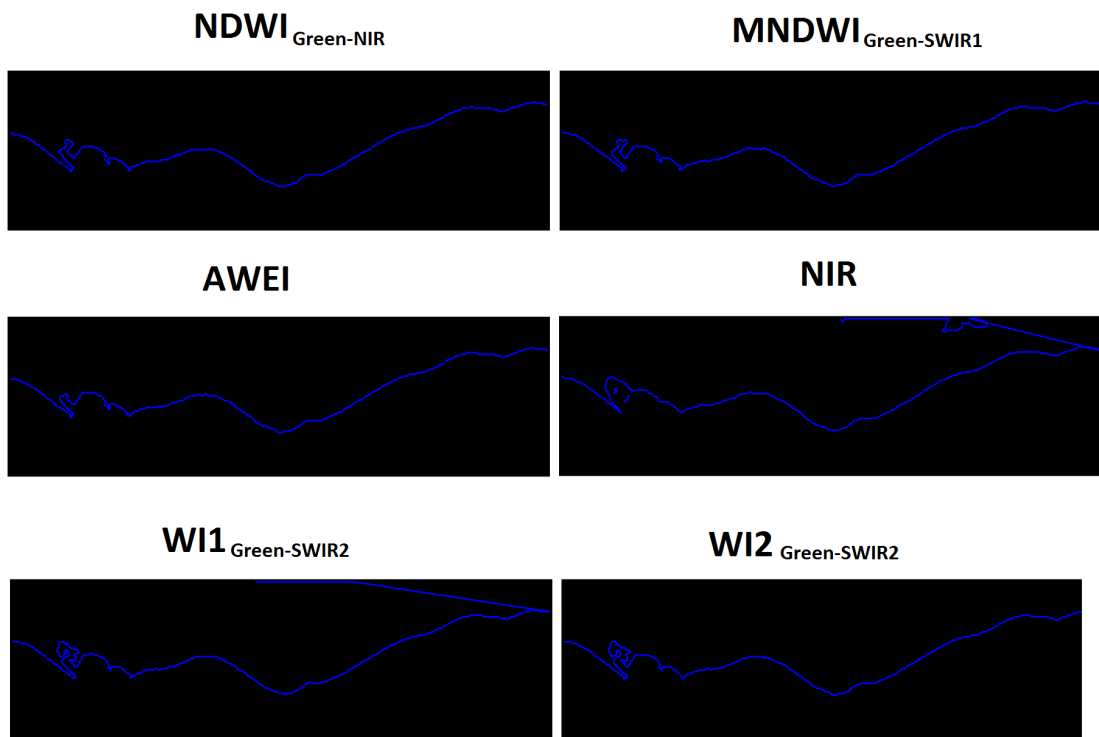 NDWI Green-NIR
MNDWI Green-SWIR1
AWEI
NIR
WI1 Green-SWIR2
WI2 Green-SWIR2